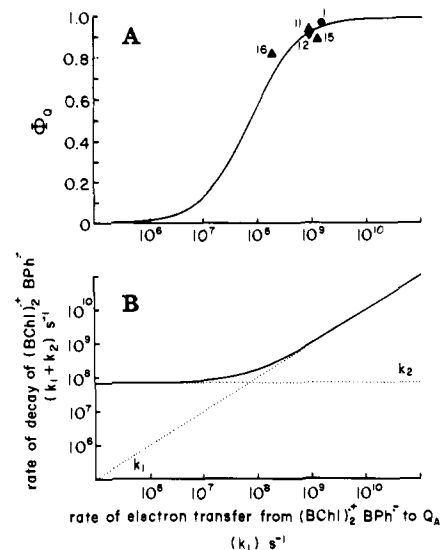 A
1.0
0.8
0.6
0.4
0.2
0
Φ_Q
16
11
12
1
15
10^6 10^7 10^8 10^9 10^10
B
rate of decay of (BChl)_2^+· BPh^-·
(k_1 + k_2) s^-1
10^10
10^9
10^8
10^7
10^6
k_2
k_1
10^6 10^7 10^8 10^9 10^10
rate of electron transfer from (BChl)_2^+· BPh^-· to Q_A
(k_1) s^-1